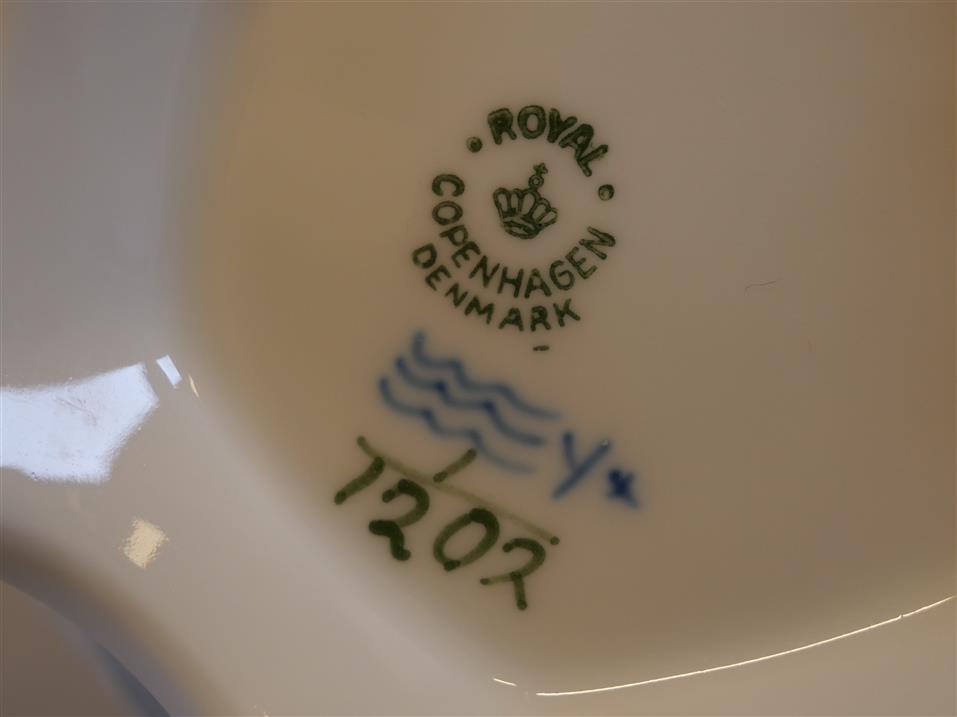 ROYAL
COPENHAGEN
DENMARK
Y
1
1202